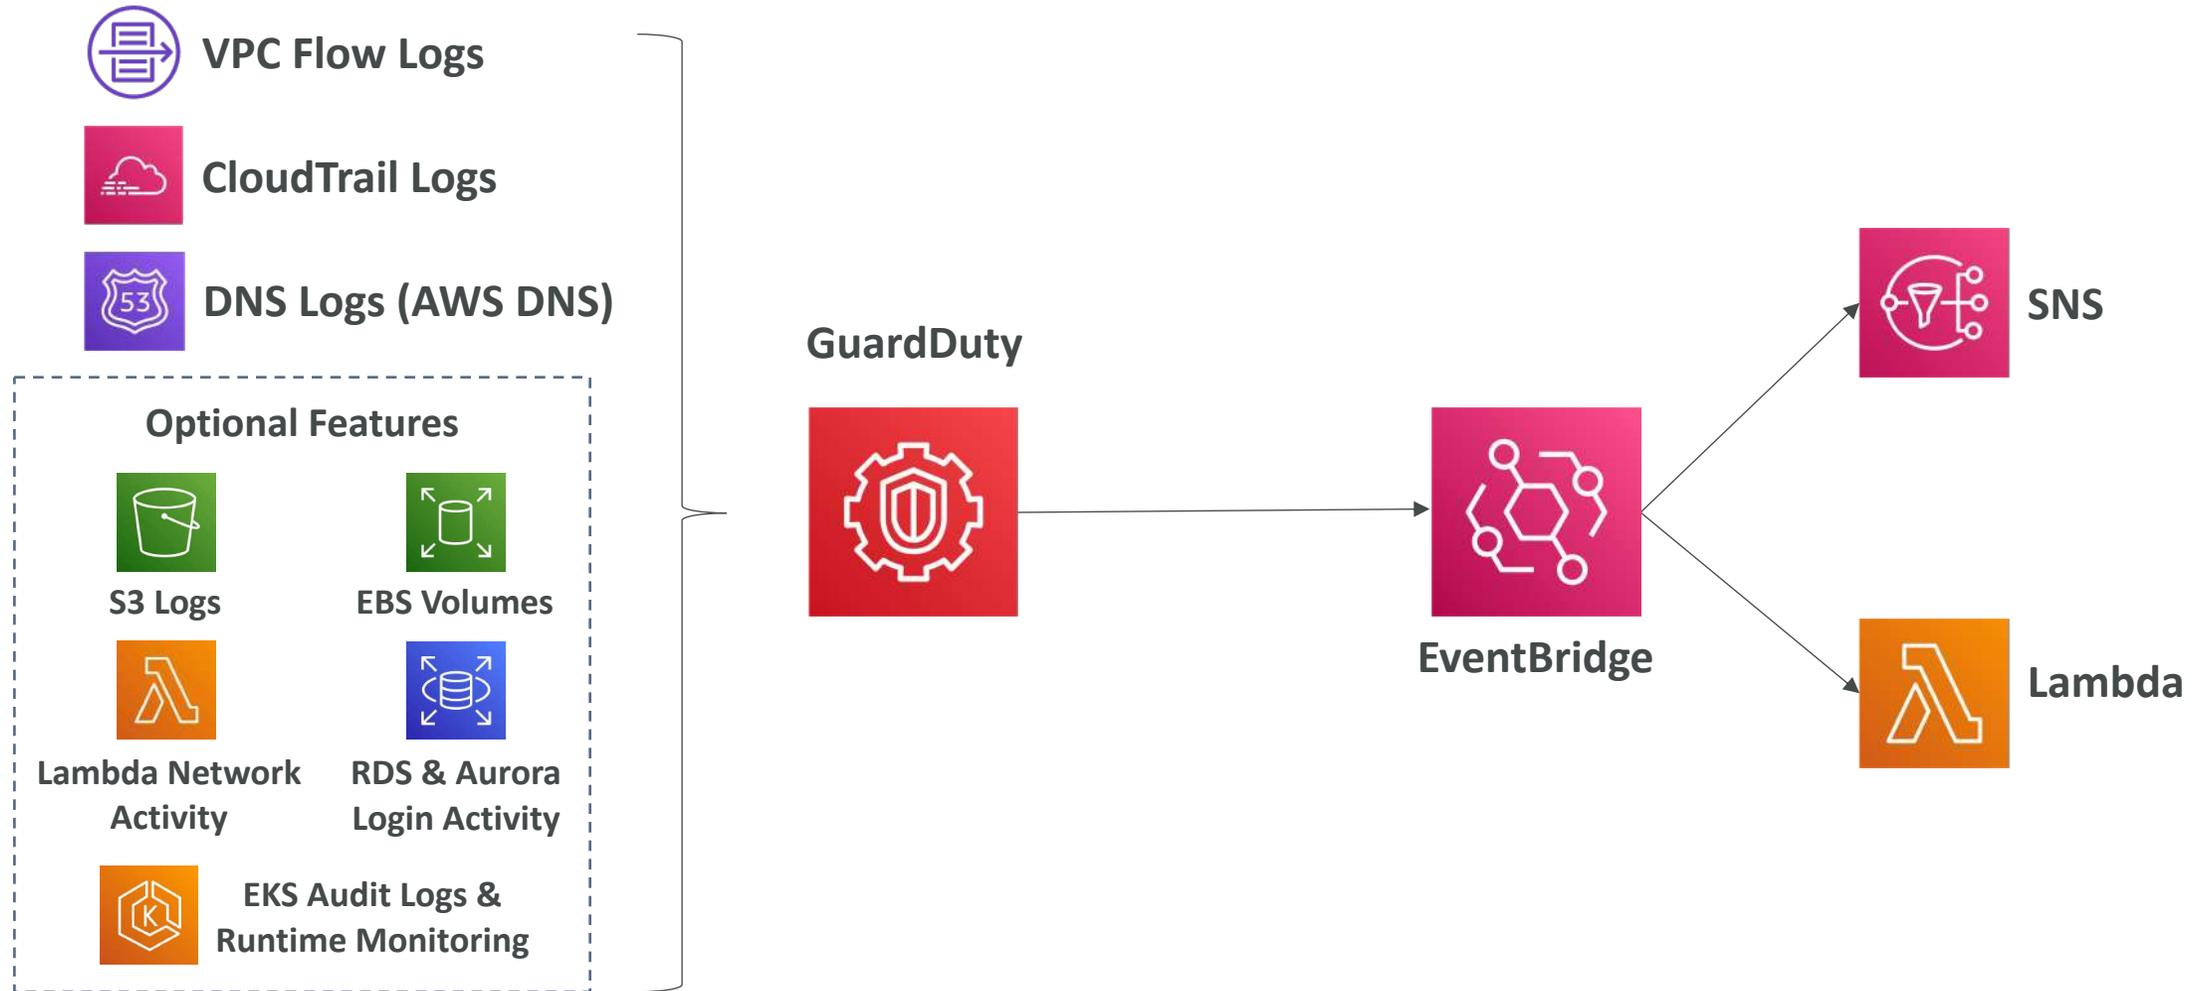 VPC Flow Logs
CloudTrail Logs
53
DNS Logs (AWS DNS)
Optional Features
S3 Logs
EBS Volumes
Lambda Network
Activity
RDS & Aurora
Login Activity
K
EKS Audit Logs &
Runtime Monitoring
GuardDuty
EventBridge
SNS
Lambda